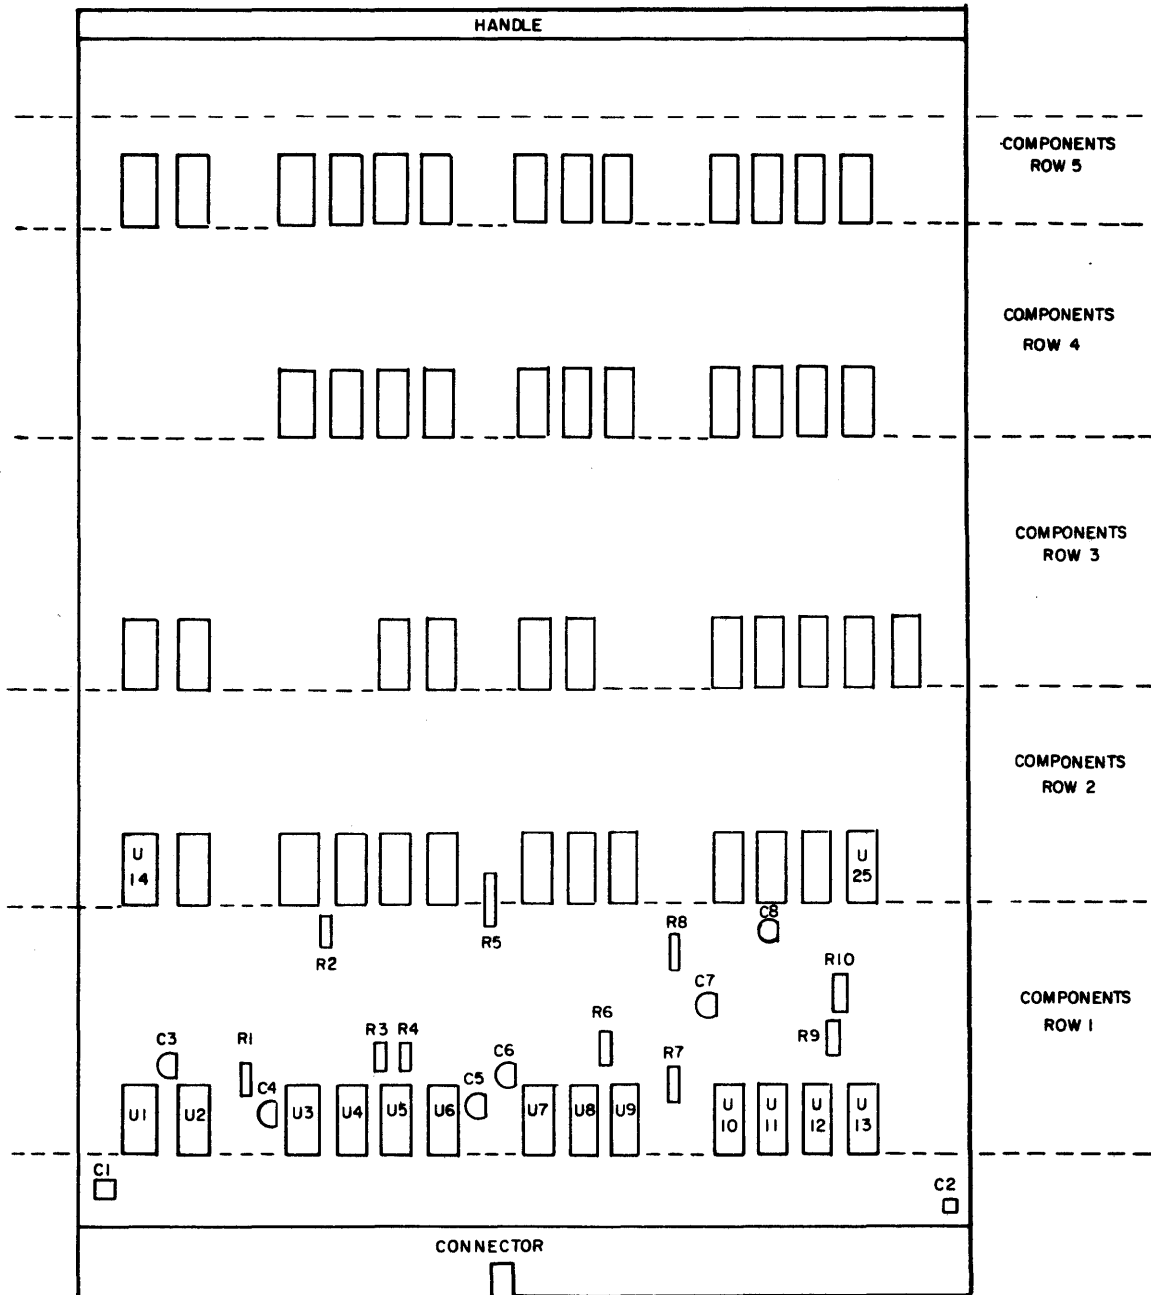 HANDLE
COMPONENTS
ROW 5
COMPONENTS
ROW 4
COMPONENTS
ROW 3
COMPONENTS
ROW 2
U
14
U
25
C8
R2
R5
R8
R10
C7
COMPONENTS
ROW 1
C3
R1
R3
R4
R6
R9
C6
R7
C4
C5
U1
U2
U3
U4
U5
U6
U7
U8
U9
U
10
U
11
U
12
U
13
C1
C2
CONNECTOR